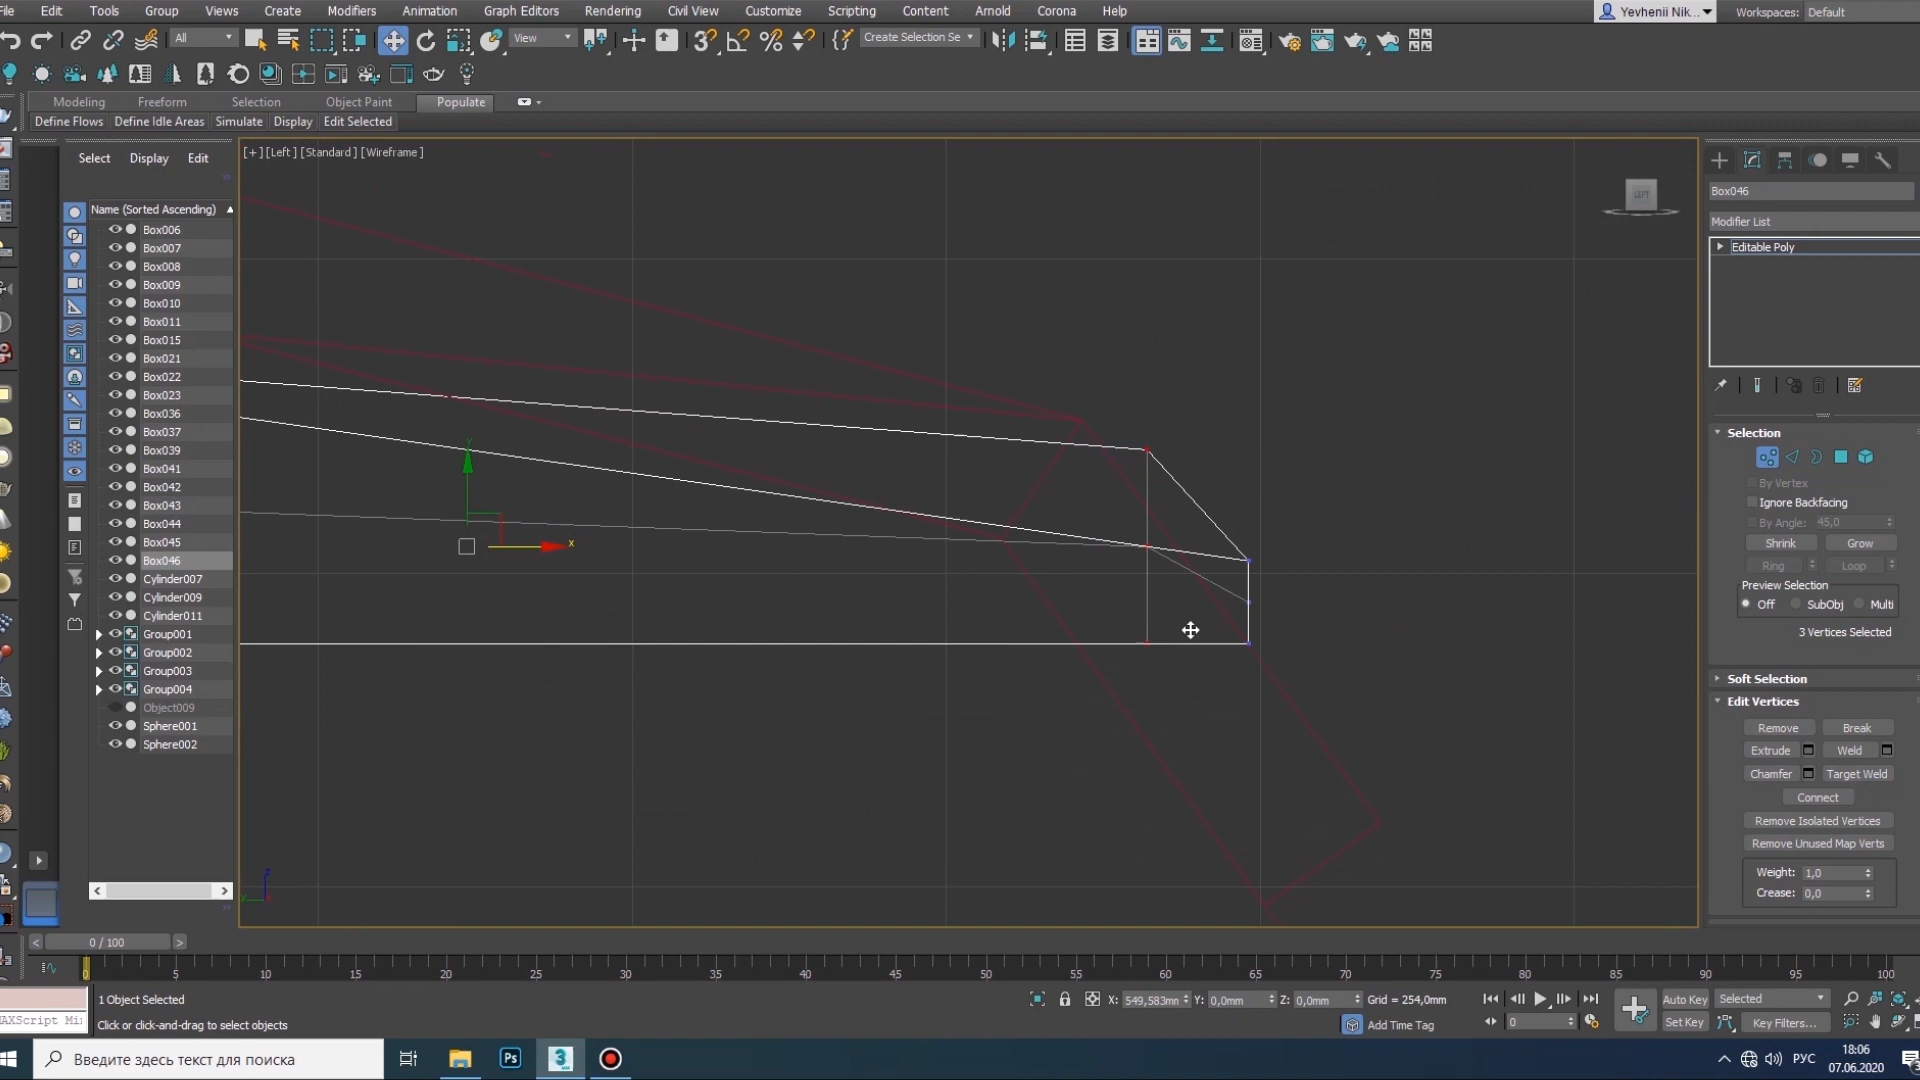 File Edit Tools Group Views Create Modifiers Animation Graph Editors Rendering Civil View Customize Scripting Content Arnold Corona Help Yevhenii Nik... Workspaces: Default
All View Create Selection Se
Modeling Freeform Selection Object Paint Populate
Define Flows Define Idle Areas Simulate Display Edit Selected
Select Display Edit
[+] [Left] [Standard] [Wireframe]
LEFT
Name (Sorted Ascending)
Box006
Box007
Box008
Box009
Box010
Box011
Box015
Box021
Box022
Box023
Box036
Box037
Box039
Box041
Box042
Box043
Box044
Box045
Box046
Cylinder007
Cylinder009
Cylinder011
Group001
Group002
Group003
Group004
Object009
Sphere001
Sphere002
y
x
z
Box046
Modifier List
Editable Poly
Selection
By Vertex
Ignore Backfacing
By Angle: 45,0
Shrink Grow
Ring Loop
Preview Selection
Off SubObj Multi
3 Vertices Selected
Soft Selection
Edit Vertices
Remove Break
Extrude Weld
Chamfer Target Weld
Connect
Remove Isolated Vertices
Remove Unused Map Verts
Weight: 1,0
Crease: 0,0
< 0 / 100 >
0 5 10 15 20 25 30 35 40 45 50 55 60 65 70 75 80 85 90 95 100
1 Object Selected
X: 549,583mm Y: 0,0mm Z: 0,0mm Grid = 254,0mm
Auto Key Selected
MAXScript Mi
Click or click-and-drag to select objects
Add Time Tag
0
Set Key Key Filters...
Введите здесь текст для поиска
Ps
3
РУС
18:06
07.06.2020